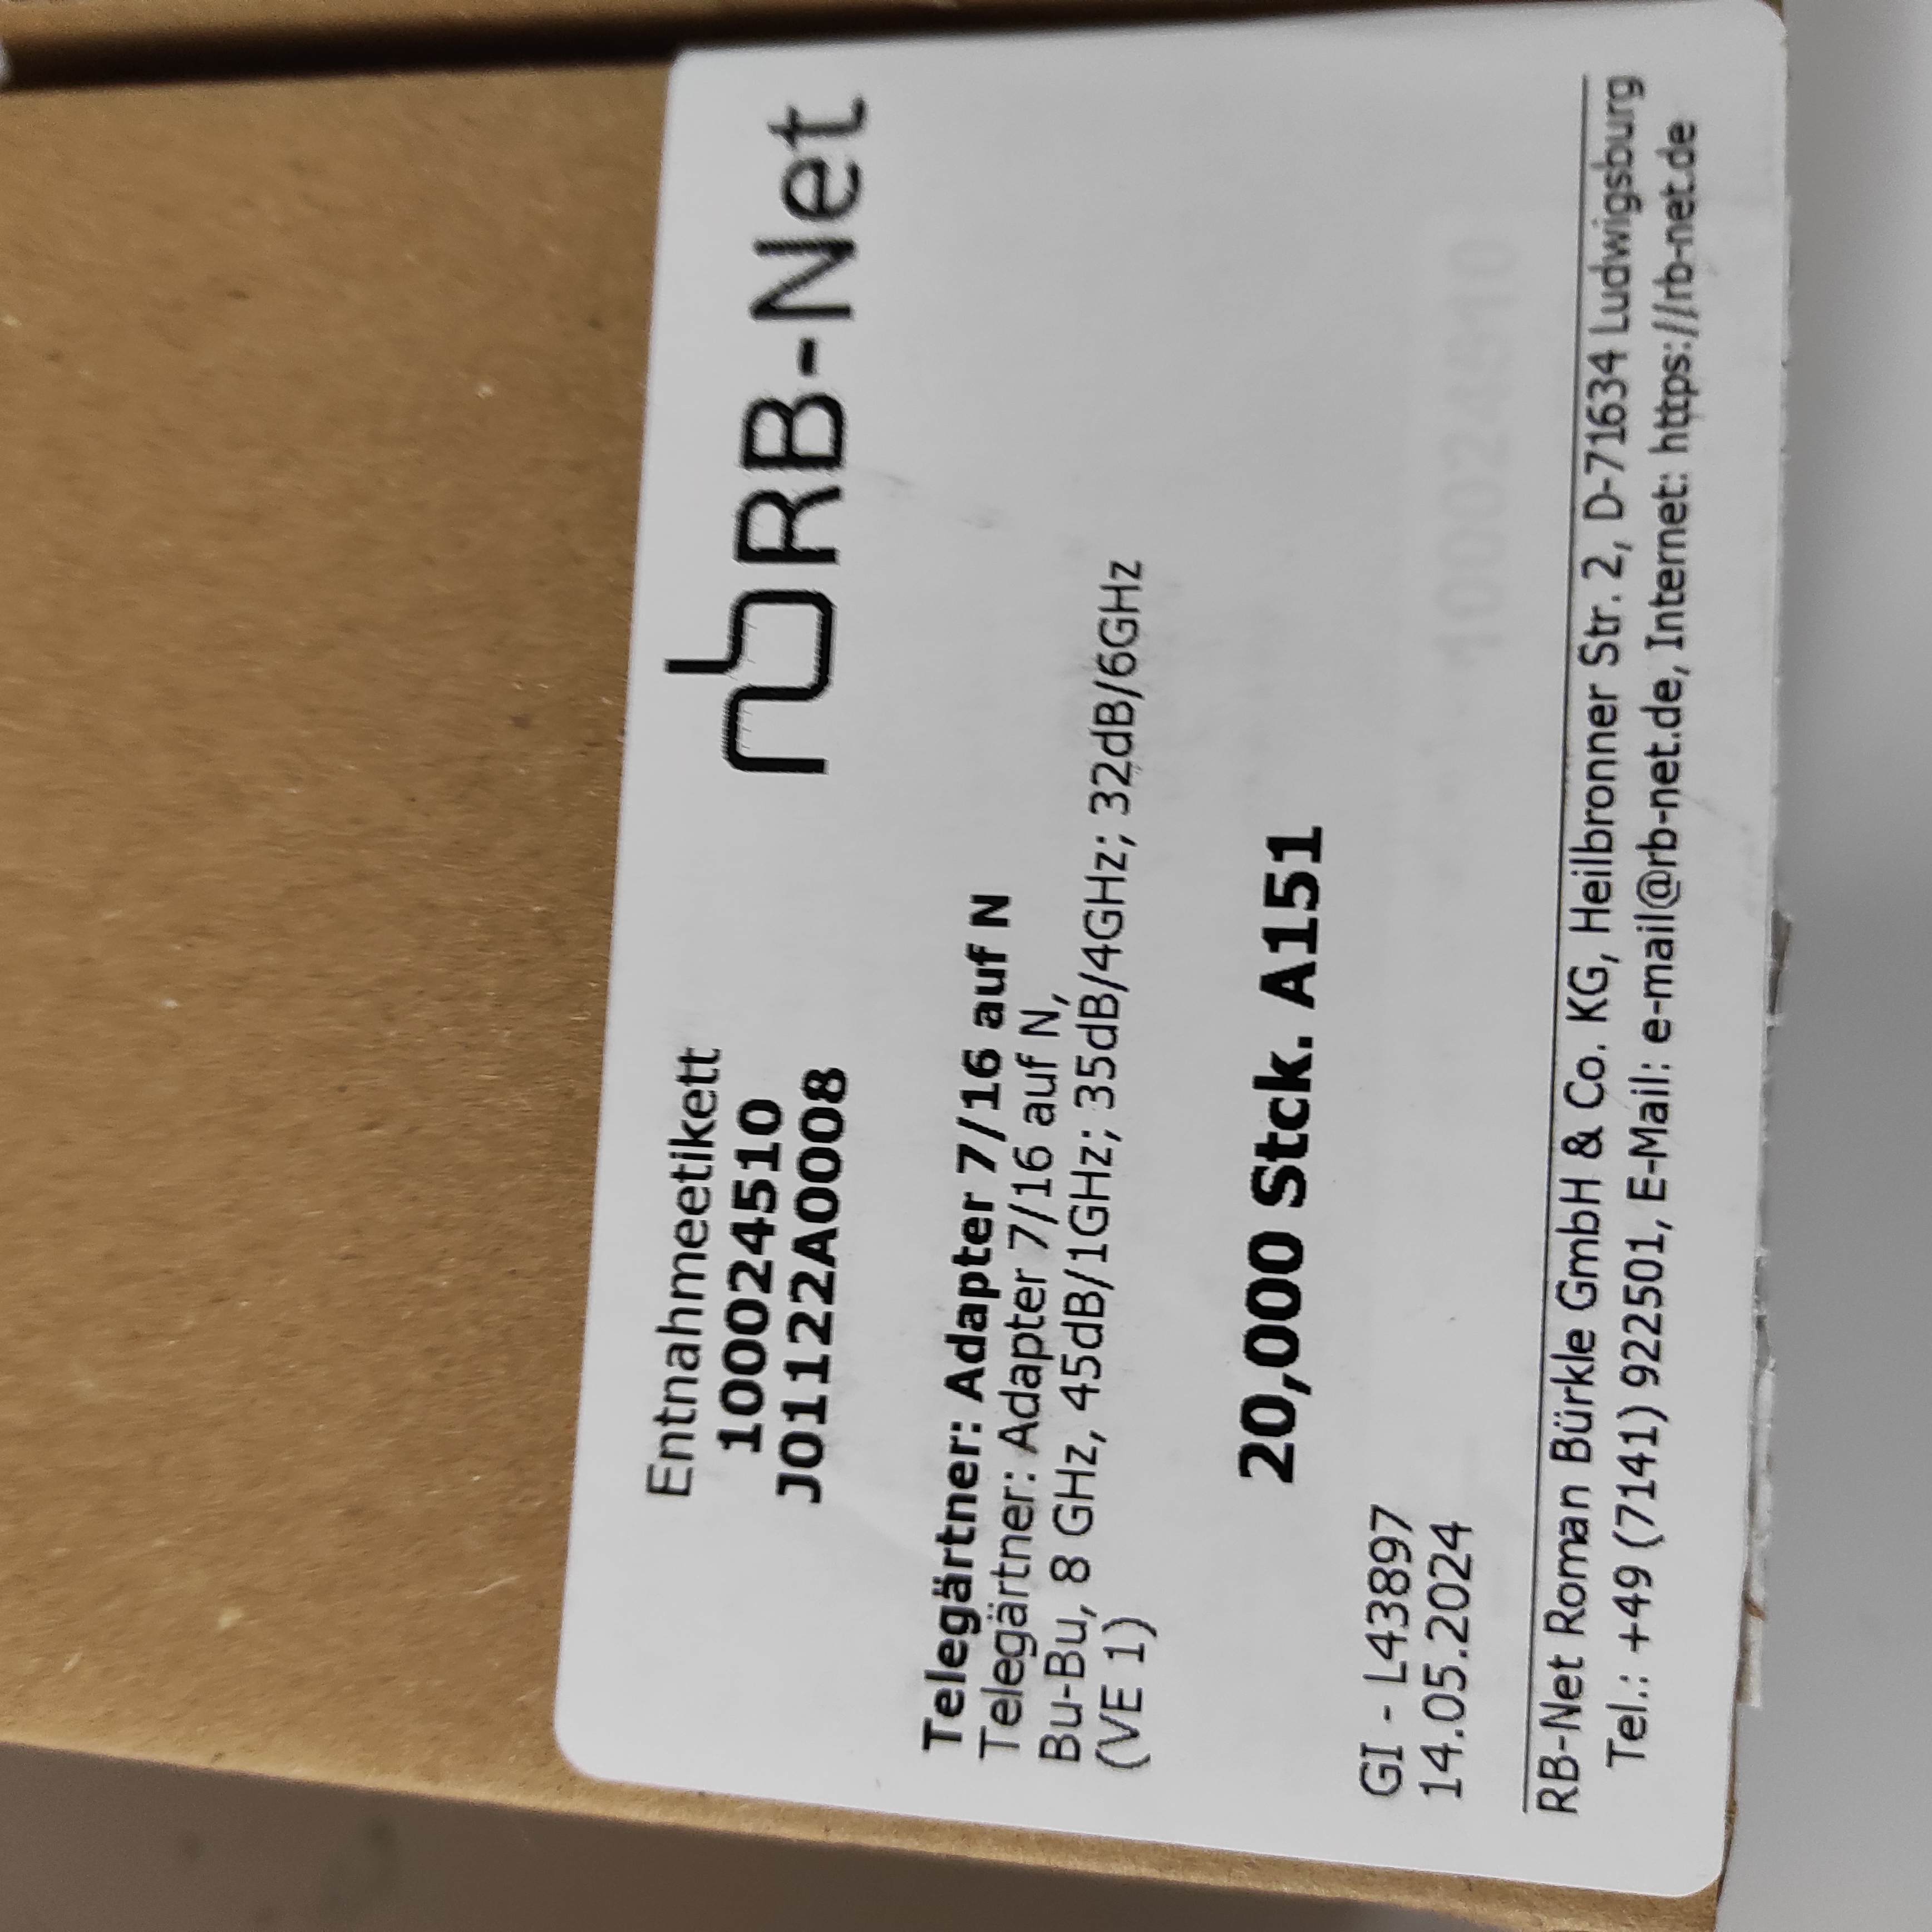 Entnahmeetikett
100024510
J01122A0008
RB-Net
Telegärtner: Adapter 7/16 auf N
Telegärtner: Adapter 7/16 auf N,
Bu-Bu, 8 GHz, 45dB/1GHz; 35dB/4GHz; 32dB/6GHz
(VE 1)
20,000 Stck. A151
GI - L43897
14.05.2024
RB-Net Roman Bürkle GmbH & Co. KG, Heilbronner Str. 2, D-71634 Ludwigsburg
Tel.: +49 (7141) 922501, E-Mail: e-mail@rb-net.de, Internet: https://rb-net.de